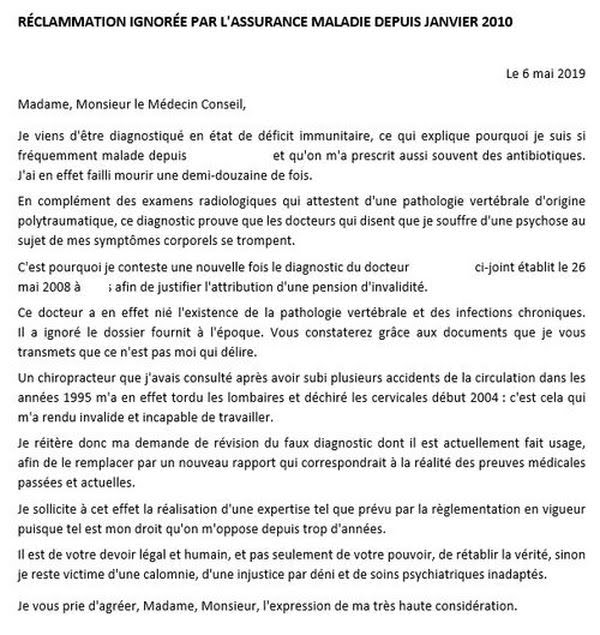 RÉCLAMMATION IGNORÉE PAR L'ASSURANCE MALADIE DEPUIS JANVIER 2010
Le 6 mai 2019
Madame, Monsieur le Médecin Conseil,
Je viens d'être diagnostiqué en état de déficit immunitaire, ce qui explique pourquoi je suis si
fréquemment malade depuis et qu'on m'a prescrit aussi souvent des antibiotiques.
J'ai en effet failli mourir une demi-douzaine de fois.
En complément des examens radiologiques qui attestent d'une pathologie vertébrale d'origine
polytraumatique, ce diagnostic prouve que les docteurs qui disent que je souffre d'une psychose au
sujet de mes symptômes corporels se trompent.
C'est pourquoi je conteste une nouvelle fois le diagnostic du docteur ci-joint établit le 26
mai 2008 à afin de justifier l'attribution d'une pension d'invalidité.
Ce docteur a en effet nié l'existence de la pathologie vertébrale et des infections chroniques.
Il a ignoré le dossier fournit à l'époque. Vous constaterez grâce aux documents que je vous
transmets que ce n'est pas moi qui délire.
Un chiropracteur que j'avais consulté après avoir subi plusieurs accidents de la circulation dans les
années 1995 m'a en effet tordu les lombaires et déchiré les cervicales début 2004 : c'est cela qui
m'a rendu invalide et incapable de travailler.
Je réitère donc ma demande de révision du faux diagnostic dont il est actuellement fait usage,
afin de le remplacer par un nouveau rapport qui correspondrait à la réalité des preuves médicales
passées et actuelles.
Je sollicite à cet effet la réalisation d'une expertise tel que prévu par la règlementation en vigueur
puisque tel est mon droit qu'on m'oppose depuis trop d'années.
Il est de votre devoir légal et humain, et pas seulement de votre pouvoir, de rétablir la vérité, sinon
je reste victime d'une calomnie, d'une injustice par déni et de soins psychiatriques inadaptés.
Je vous prie d'agréer, Madame, Monsieur, l'expression de ma très haute considération.